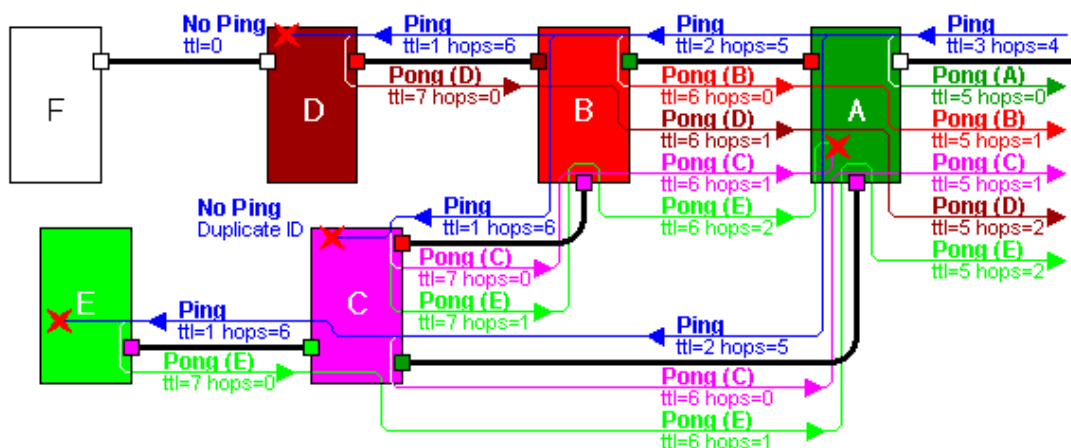 No Ping
ttl=0
Ping
ttl=1 hops=6
Ping
ttl=2 hops=5
Ping
ttl=3 hops=4
F
D
B
A
Pong (D)
ttl=7 hops=0
Pong (B)
ttl=6 hops=0
Pong (A)
ttl=5 hops=0
Pong (D)
ttl=6 hops=1
Pong (B)
ttl=5 hops=1
Pong (C)
ttl=6 hops=1
Pong (C)
ttl=5 hops=1
No Ping
Duplicate ID
Ping
ttl=1 hops=6
Pong (E)
ttl=6 hops=2
Pong (D)
ttl=5 hops=2
Pong (C)
ttl=7 hops=0
Pong (E)
ttl=5 hops=2
E
C
Pong (E)
ttl=7 hops=1
Ping
ttl=1 hops=6
Ping
ttl=2 hops=5
Pong (E)
ttl=7 hops=0
Pong (C)
ttl=6 hops=0
Pong (E)
ttl=6 hops=1